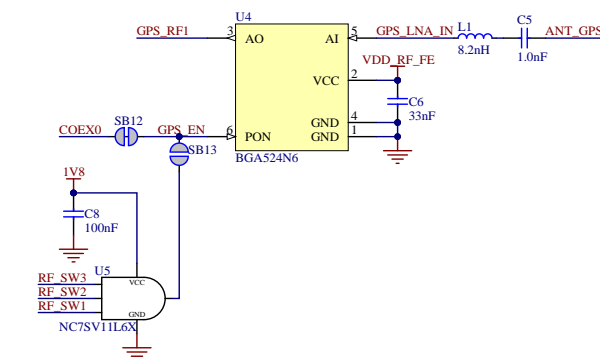 U4
GPS_RF1
3
AO
AI
5
GPS_LNA_IN
L1
8.2nH
C5
1.0nF
ANT_GPS
VDD_RF_FE
VCC
2
C6
33nF
GND
4
GND
1
COEX0
SB12
GPS_EN
6
PON
BGA524N6
SB13
1V8
C8
100nF
U5
VCC
RF_SW3
RF_SW2
RF_SW1
GND
NC7SV11L6X